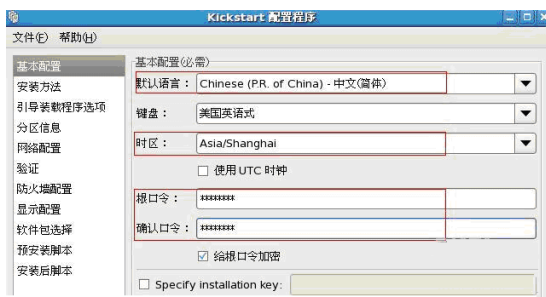 Kickstart 配置程序
文件(F) 帮助(H)
基本配置
安装方法
引导装载程序选项
分区信息
网络配置
验证
防火墙配置
显示配置
软件包选择
预安装脚本
安装后脚本
基本配置(必需)
默认语言： Chinese (P.R. of China) - 中文(简体)
键盘： 美国英语式
时区： Asia/Shanghai
使用 UTC 时钟
根口令： ********
确认口令： ********
给根口令加密
Specify installation key: